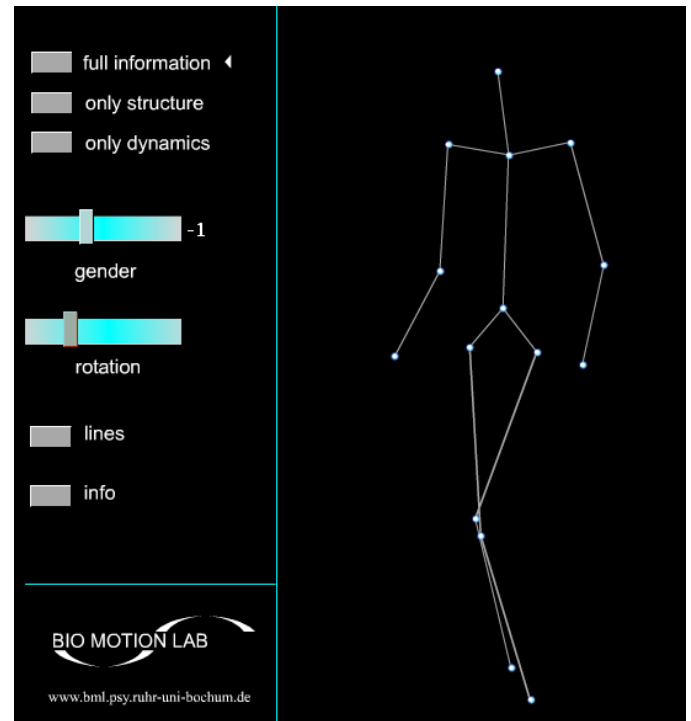 full information
only structure
only dynamics
-1
gender
rotation
lines
info
BIO MOTION LAB
www.bml.psy.ruhr-uni-bochum.de